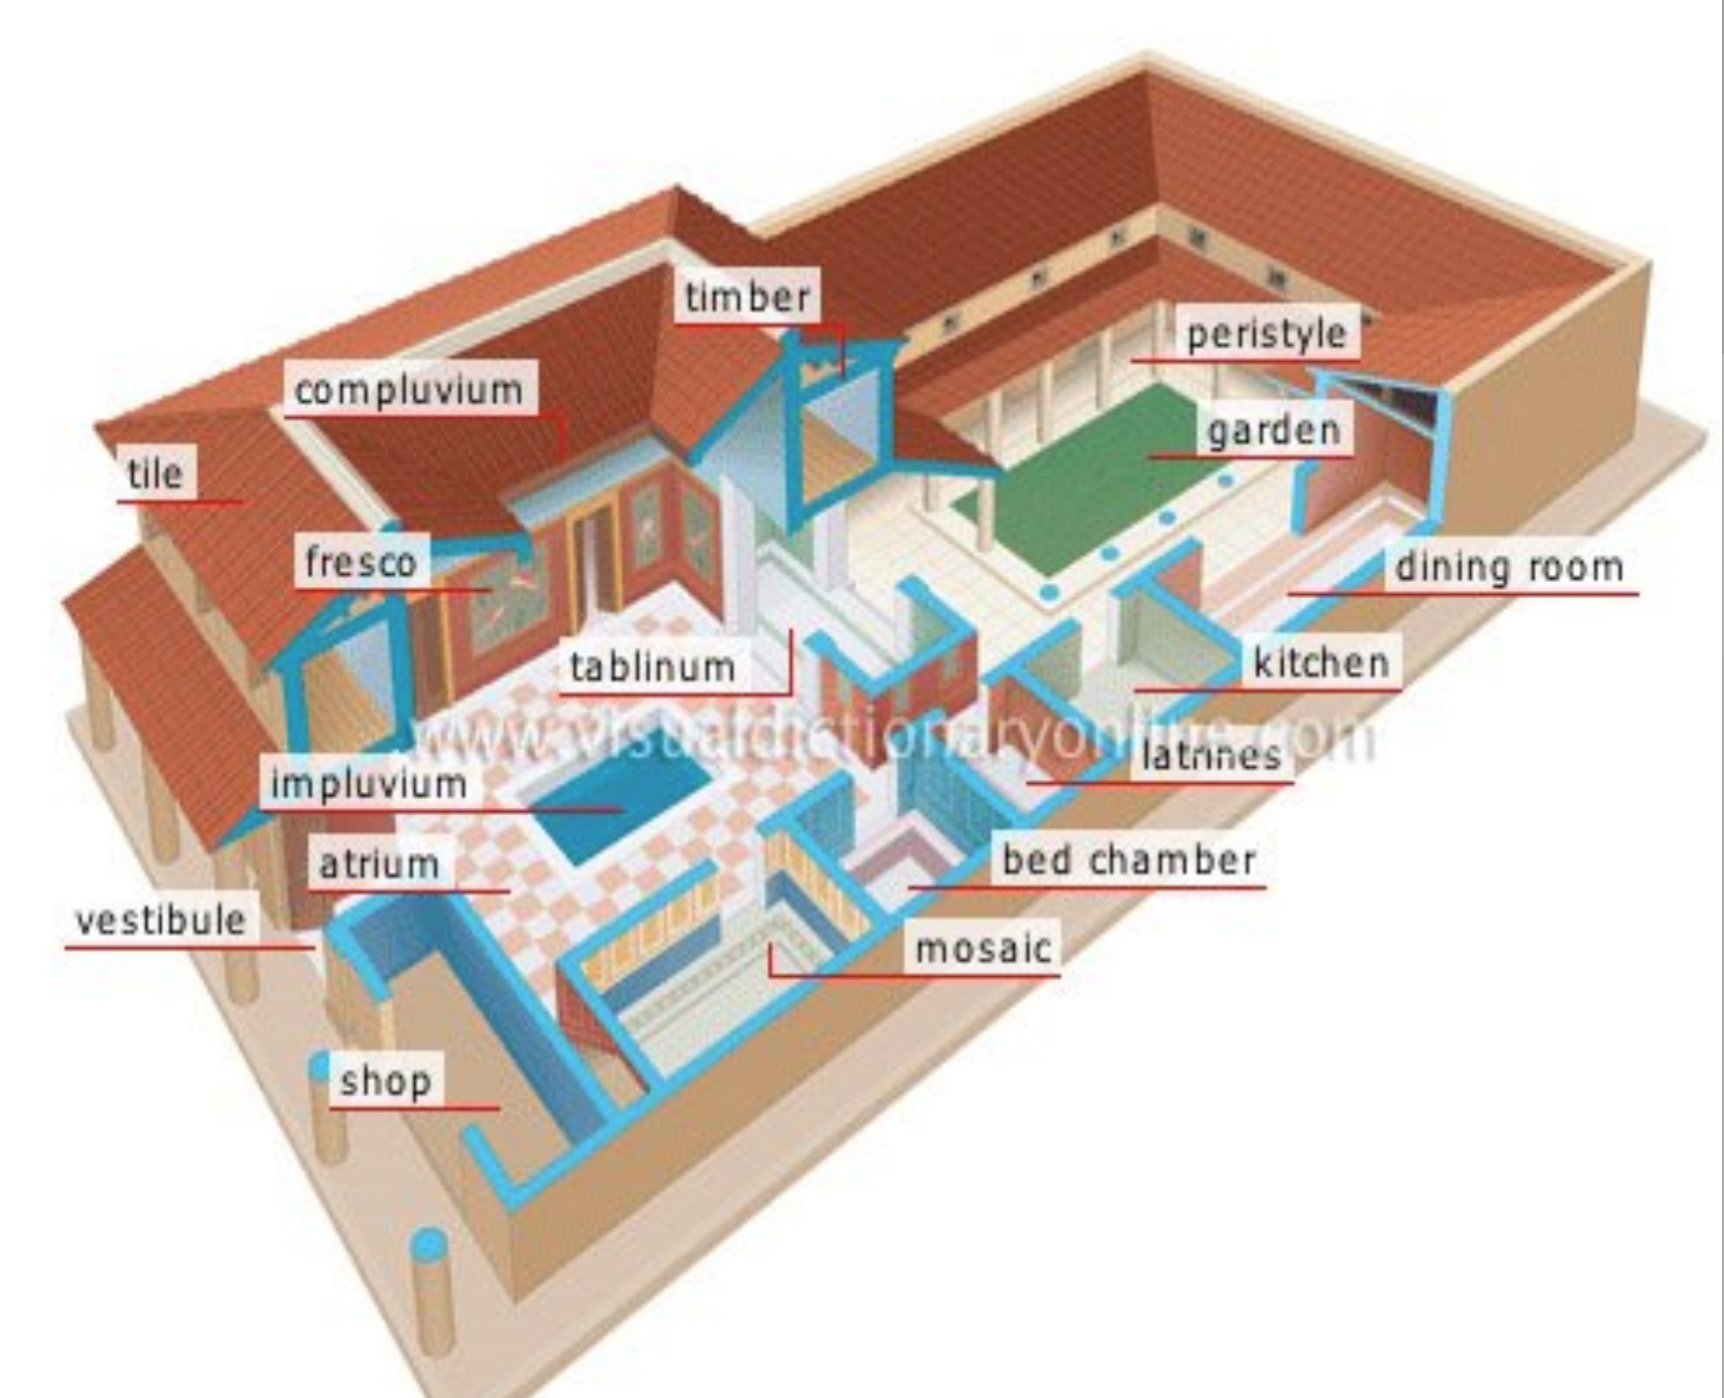 timber
peristyle
compluvium
garden
tile
fresco
dining room
tablinum
kitchen
www.visualdictionaryonline.com
latrines
impluvium
atrium
bed chamber
vestibule
mosaic
shop